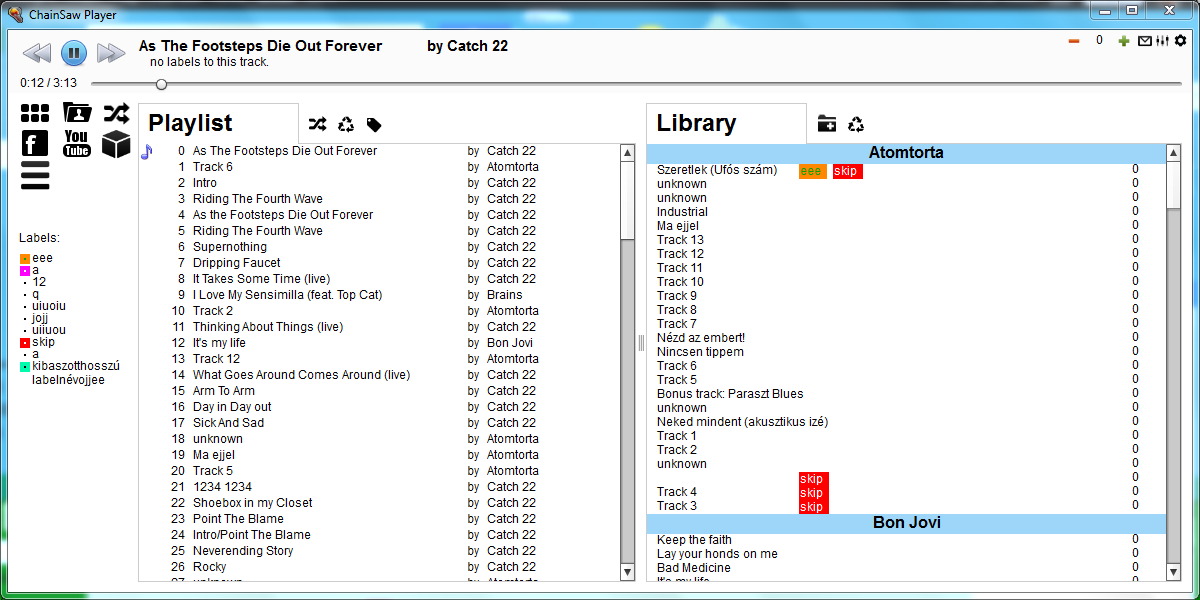 ChainSaw Player
As The Footsteps Die Out Forever by Catch 22
no labels to this track.
0
0:12 / 3:13
f
You
Tube
Labels:
eee
a
12
q
uiuoiu
jojj
uiiuou
skip
a
kibaszotthosszú
labelnévojjee
Playlist
0 As The Footsteps Die Out Forever by Catch 22
1 Track 6 by Atomtorta
2 Intro by Catch 22
3 Riding The Fourth Wave by Catch 22
4 As the Footsteps Die Out Forever by Catch 22
5 Riding The Fourth Wave by Catch 22
6 Supernothing by Catch 22
7 Dripping Faucet by Catch 22
8 It Takes Some Time (live) by Catch 22
9 I Love My Sensimilla (feat. Top Cat) by Brains
10 Track 2 by Atomtorta
11 Thinking About Things (live) by Catch 22
12 It's my life by Bon Jovi
13 Track 12 by Atomtorta
14 What Goes Around Comes Around (live) by Catch 22
15 Arm To Arm by Catch 22
16 Day in Day out by Catch 22
17 Sick And Sad by Catch 22
18 unknown by Atomtorta
19 Ma ejjel by Atomtorta
20 Track 5 by Atomtorta
21 1234 1234 by Catch 22
22 Shoebox in my Closet by Catch 22
23 Point The Blame by Catch 22
24 Intro/Point The Blame by Catch 22
25 Neverending Story by Catch 22
26 Rocky by Catch 22
27 unknown by Atomtorta
Library
Atomtorta
Szeretlek (Ufós szám) eee skip 0
unknown 0
unknown 0
Industrial 0
Ma ejjel 0
Track 13 0
Track 12 0
Track 11 0
Track 10 0
Track 9 0
Track 8 0
Track 7 0
Nézd az embert! 0
Nincsen tippem 0
Track 6 0
Track 5 0
Bonus track: Paraszt Blues 0
unknown 0
Neked mindent (akusztikus izé) 0
Track 1 0
Track 2 0
unknown 0
skip 0
Track 4 skip 0
Track 3 skip 0
Bon Jovi
Keep the faith 0
Lay your honds on me 0
Bad Medicine 0
It's my life 0